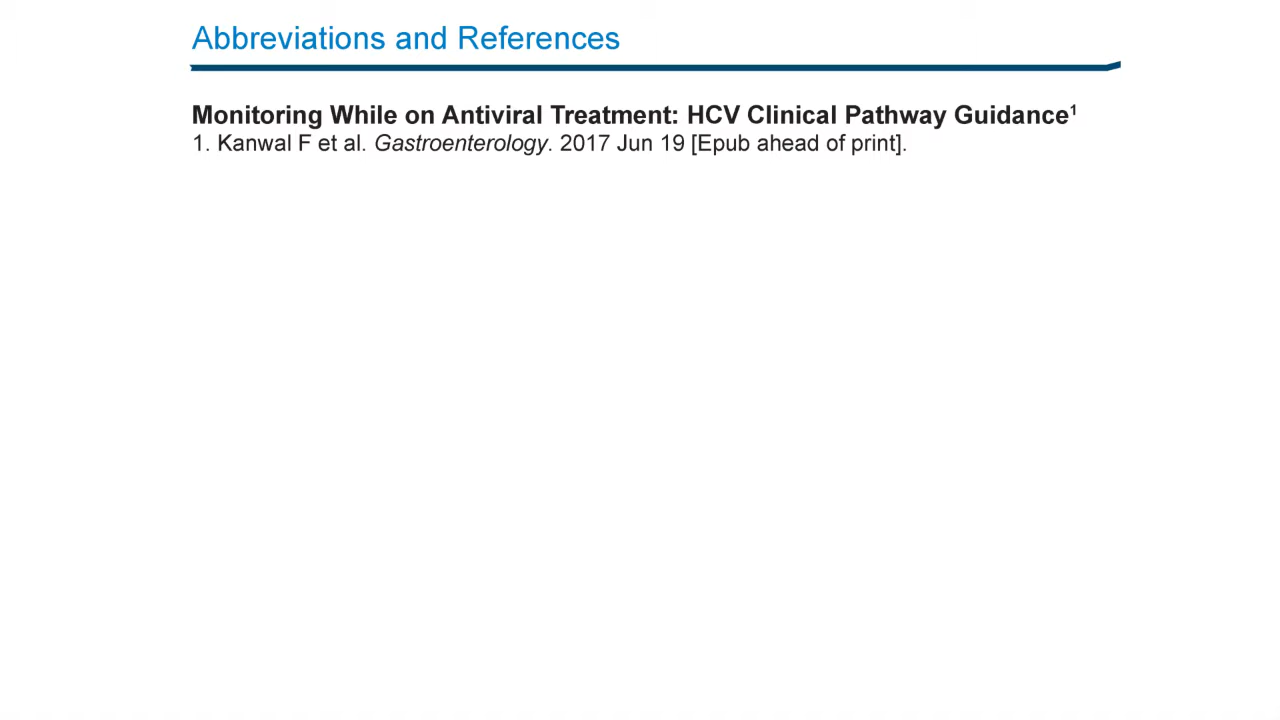 Abbreviations and References
Monitoring While on Antiviral Treatment: HCV Clinical Pathway Guidance¹
1. Kanwal F et al. Gastroenterology. 2017 Jun 19 [Epub ahead of print].